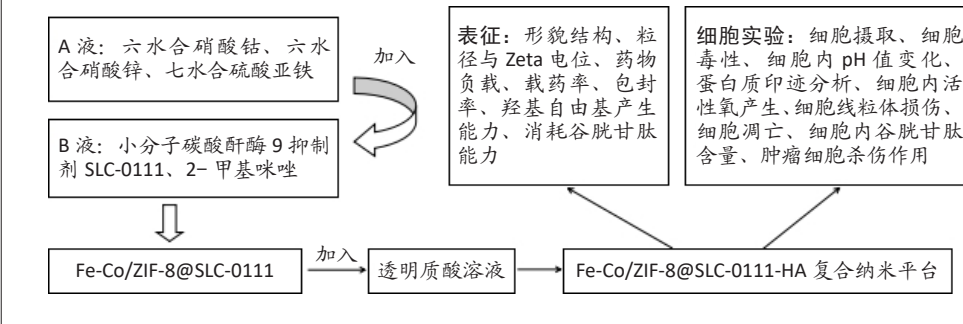 A 液：六水合硝酸钴、六水
合硝酸锌、七水合硫酸亚铁
加入
B 液：小分子碳酸酐酶 9 抑制
剂 SLC-0111、2- 甲基咪唑
表征：形貌结构、粒
径与 Zeta 电位、药物
负载、载药率、包封
率、羟基自由基产生
能力、消耗谷胱甘肽
能力
细胞实验：细胞摄取、细胞
毒性、细胞内 pH 值变化、
蛋白质印迹分析、细胞内活
性氧产生、细胞线粒体损伤、
细胞凋亡、细胞内谷胱甘肽
含量、肿瘤细胞杀伤作用
Fe-Co/ZIF-8@SLC-0111
加入
透明质酸溶液
Fe-Co/ZIF-8@SLC-0111-HA 复合纳米平台